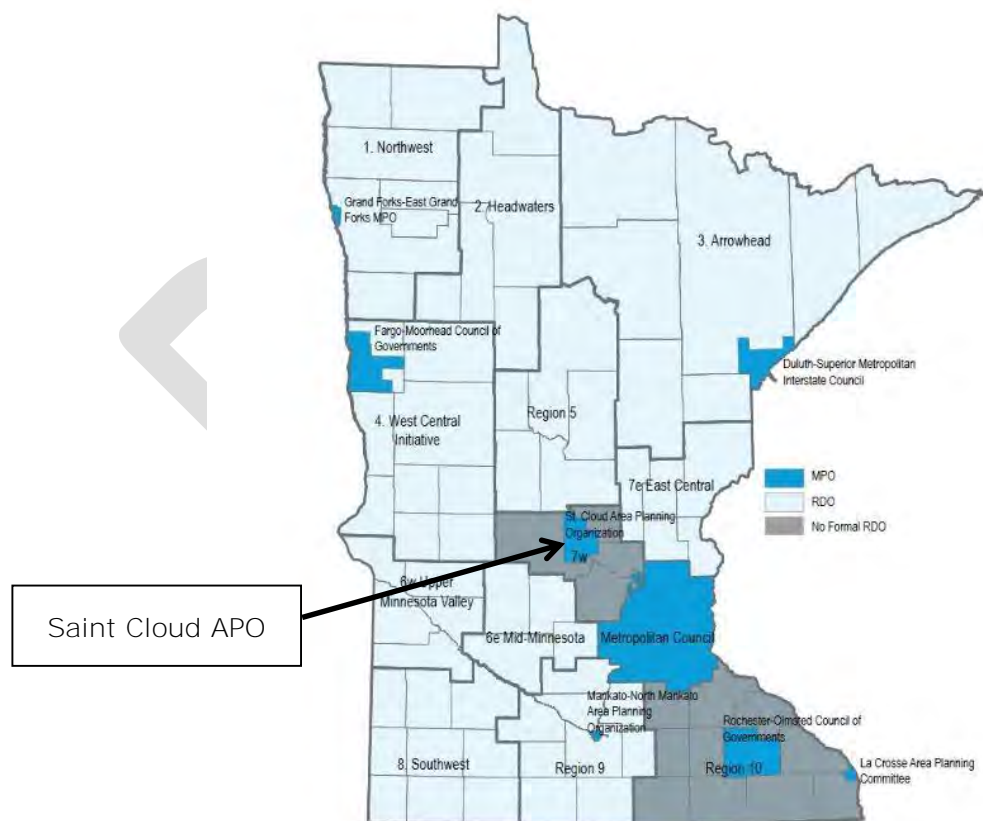 1. Northwest
Grand Forks-East Grand
Forks MPO
2. Headwaters
3. Arrowhead
Fargo-Moorhead Council of
Governments
Duluth-Superior Metropolitan
Interstate Council
Region 5
4. West Central
Initiative
7e East Central
MPO
RDO
No Formal RDO
St. Cloud Area Planning
Organization
7w
6w Upper
Minnesota Valley
Saint Cloud APO
6e Mid-Minnesota
Metropolitan Council
Mankato-North Mankato
Area Planning
Organization
Rochester-Olmsted Council of
Governments
8. Southwest
Region 9
Region 10
La Crosse Area Planning
Committee